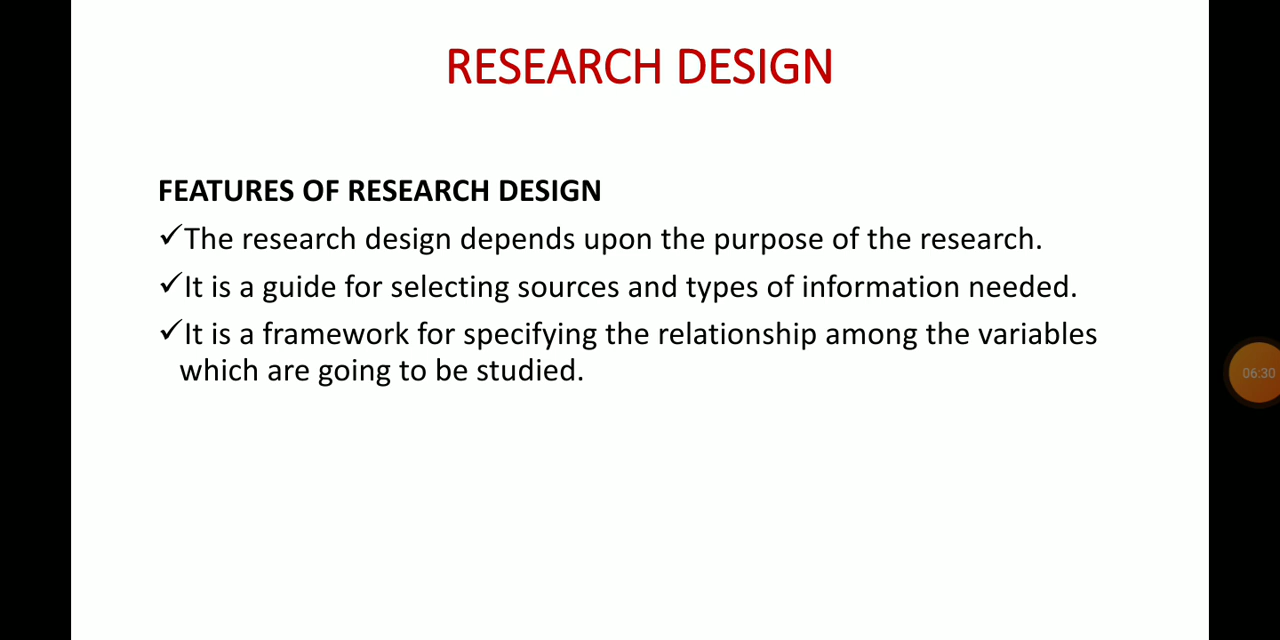 RESEARCH DESIGN
FEATURES OF RESEARCH DESIGN
✓The research design depends upon the purpose of the research.
✓It is a guide for selecting sources and types of information needed.
✓It is a framework for specifying the relationship among the variables
which are going to be studied.
06:30